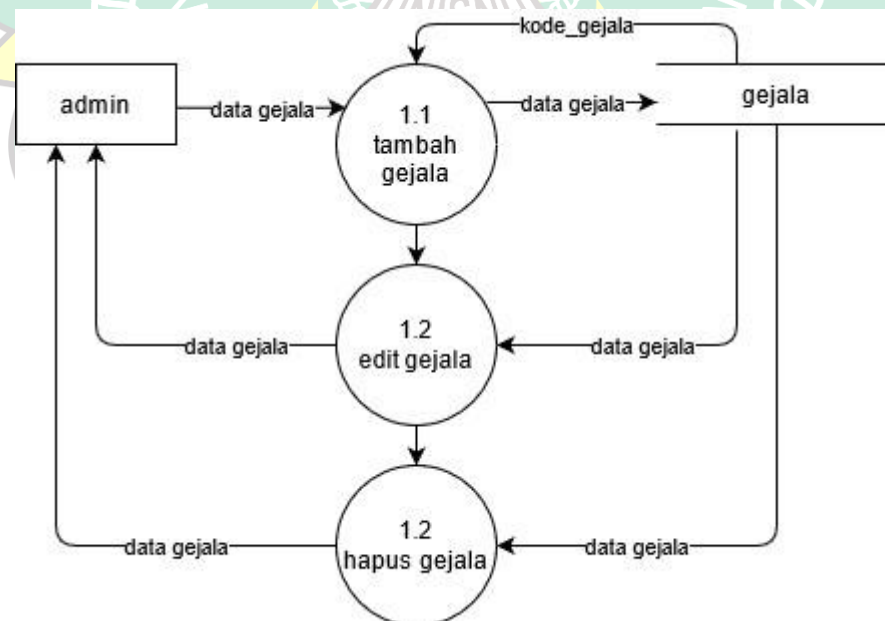 kode_gejala
admin
data gejala
1.1
tambah
gejala
data gejala
gejala
data gejala
1.2
edit gejala
data gejala
data gejala
1.2
hapus gejala
data gejala